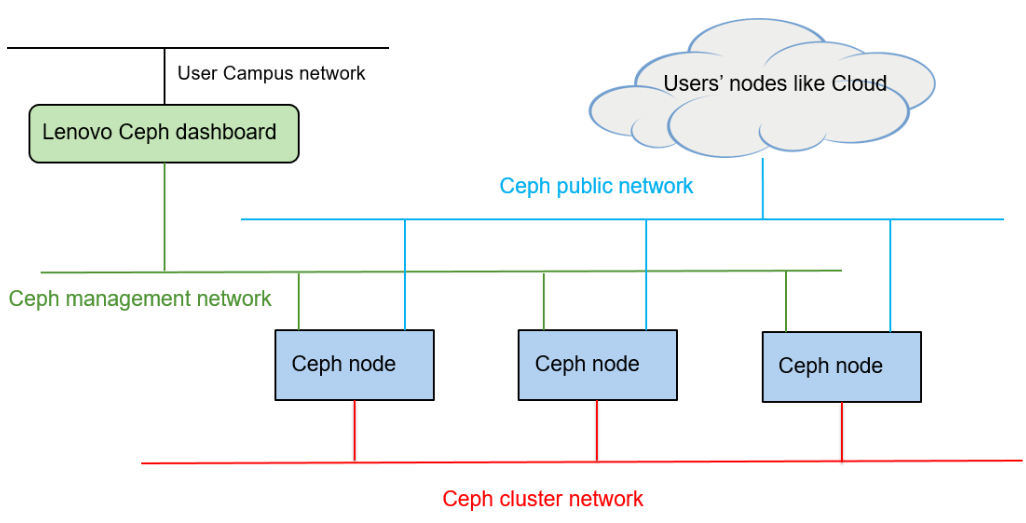 User Campus network
Users’ nodes like Cloud
Lenovo Ceph dashboard
Ceph public network
Ceph management network
Ceph node
Ceph node
Ceph node
Ceph cluster network